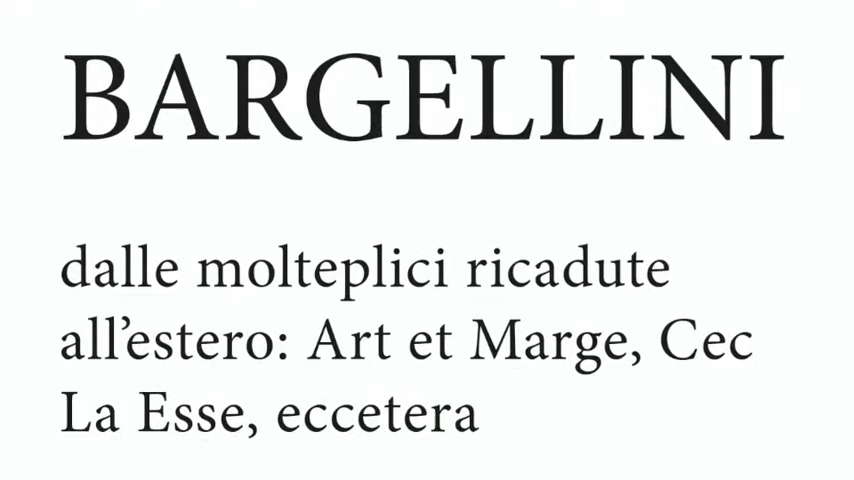 BARGELLINI
dalle molteplici ricadute
all’estero: Art et Marge, Cec
La Esse, eccetera